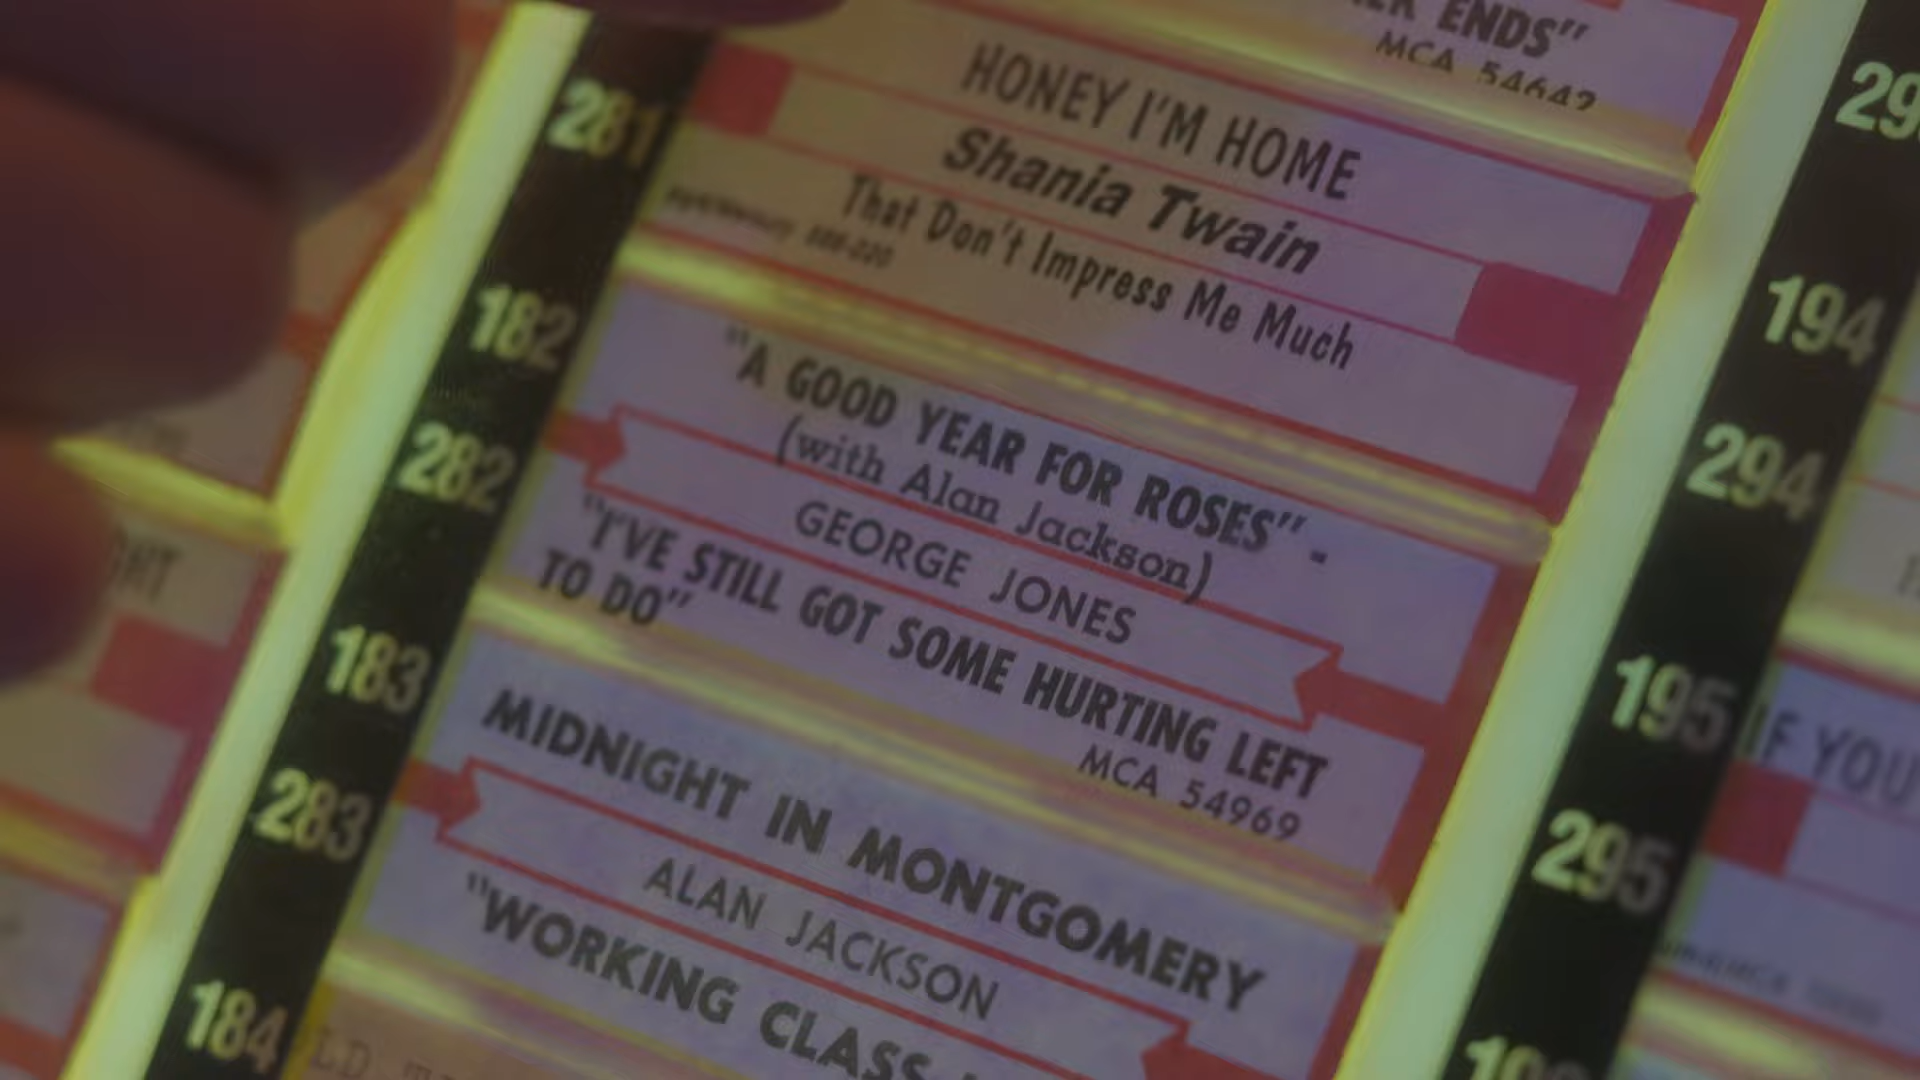 ENDS"
MCA 54642
281
HONEY I'M HOME
Shania Twain
That Don't Impress Me Much
182
"A GOOD YEAR FOR ROSES" -
(with Alan Jackson)
282
GEORGE JONES
"I'VE STILL GOT SOME HURTING LEFT
TO DO"
MCA 54969
183
MIDNIGHT IN MONTGOMERY
283
ALAN JACKSON
"WORKING CLASS
184
194
294
195
F YOU
295